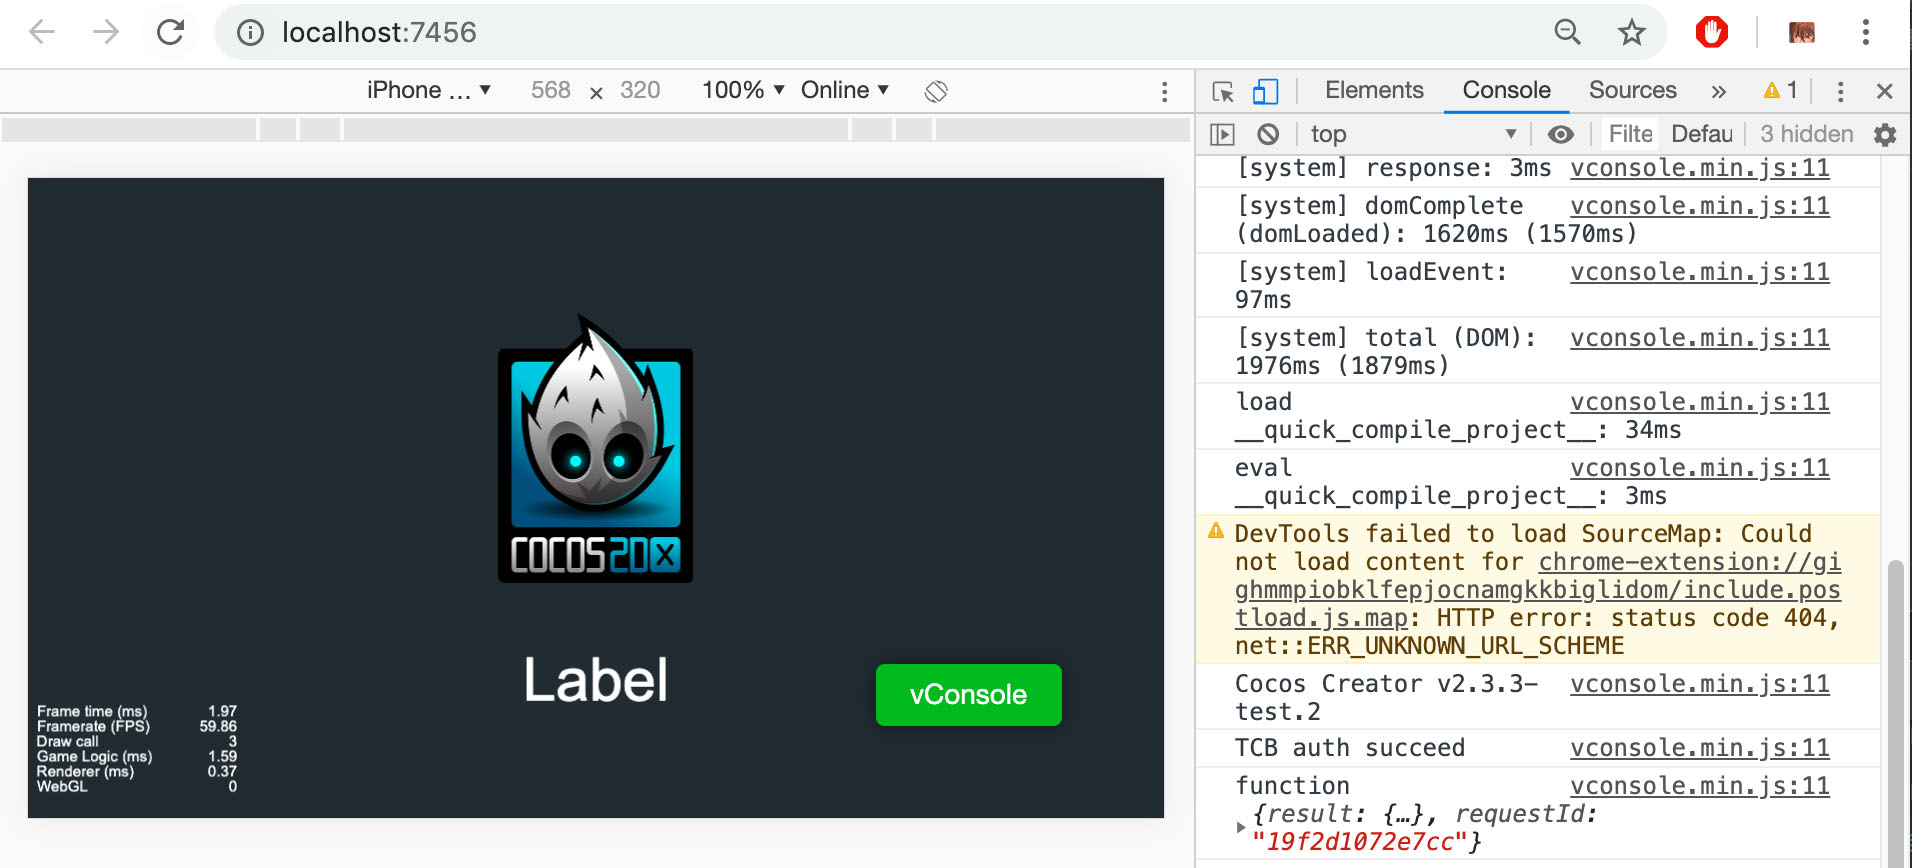 localhost:7456
iPhone ... ▼ 568 × 320 100% ▼ Online ▼
Elements Console Sources » 1
top ▼ Filte Defau 3 hidden
[system] response: 3ms vconsole.min.js:11
[system] domComplete vconsole.min.js:11
(domLoaded): 1620ms (1570ms)
[system] loadEvent: vconsole.min.js:11
97ms
[system] total (DOM): vconsole.min.js:11
1976ms (1879ms)
load vconsole.min.js:11
__quick_compile_project__: 34ms
eval vconsole.min.js:11
__quick_compile_project__: 3ms
DevTools failed to load SourceMap: Could
not load content for chrome-extension://gi
ghmmpiobklfepjocnamgkkbiglidom/include.pos
tload.js.map: HTTP error: status code 404,
net::ERR_UNKNOWN_URL_SCHEME
Cocos Creator v2.3.3- vconsole.min.js:11
test.2
TCB auth succeed vconsole.min.js:11
function vconsole.min.js:11
{result: {…}, requestId:
"19f2d1072e7cc"}
COCOS2DX
Label
vConsole
Frame time (ms) 1.97
Framerate (FPS) 59.86
Draw call 3
Game Logic (ms) 1.59
Renderer (ms) 0.37
WebGL 0